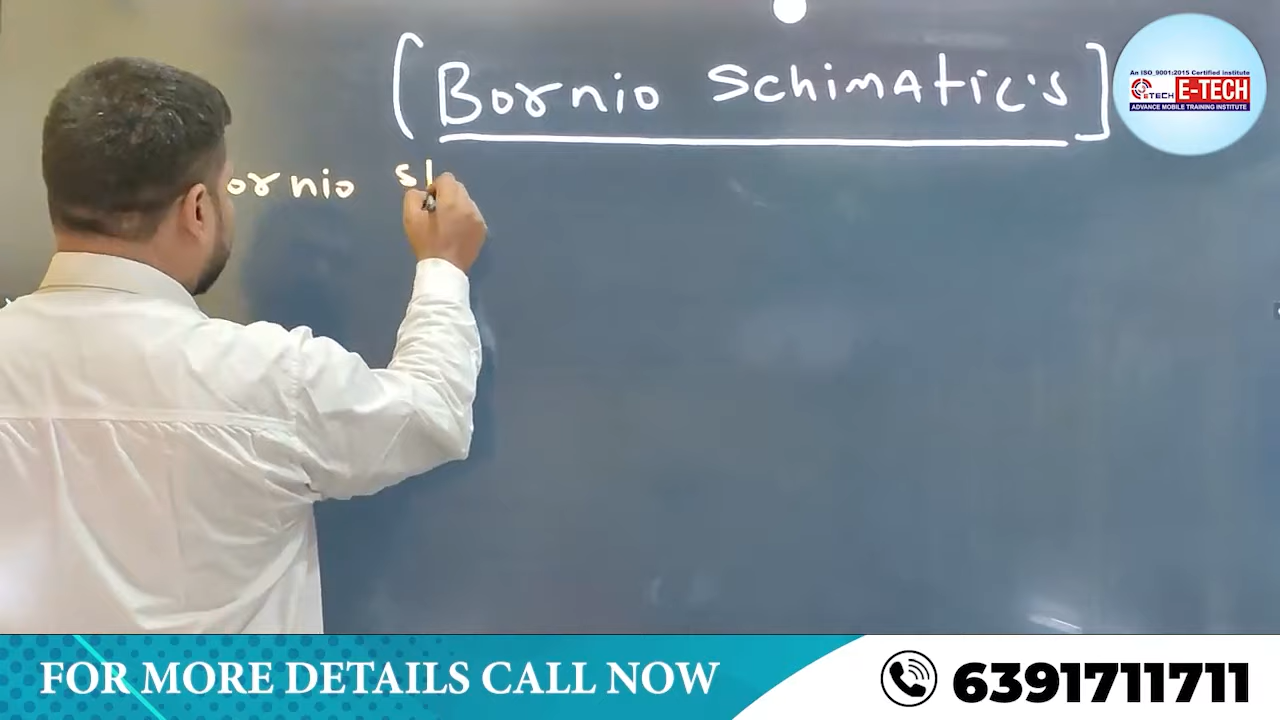 ( Bornio Schimatic's ]
ornio
An ISO 9001:2015 Certified Institute
ETECH E-TECH
ADVANCE MOBILE TRAINING INSTITUTE
FOR MORE DETAILS CALL NOW
6391711711